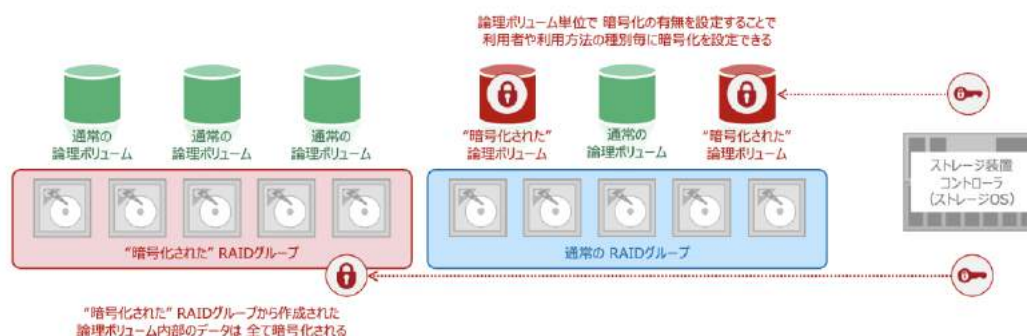 論理ボリューム単位で 暗号化の有無を設定することで
利用者や利用方法の種別毎に暗号化を設定できる
通常の
論理ボリューム
通常の
論理ボリューム
通常の
論理ボリューム
“暗号化された”
論理ボリューム
通常の
論理ボリューム
“暗号化された”
論理ボリューム
ストレージ装置
コントローラ
(ストレージOS)
“暗号化された” RAIDグループ
通常の RAIDグループ
“暗号化された” RAIDグループから作成された
論理ボリューム内部のデータは 全て暗号化される